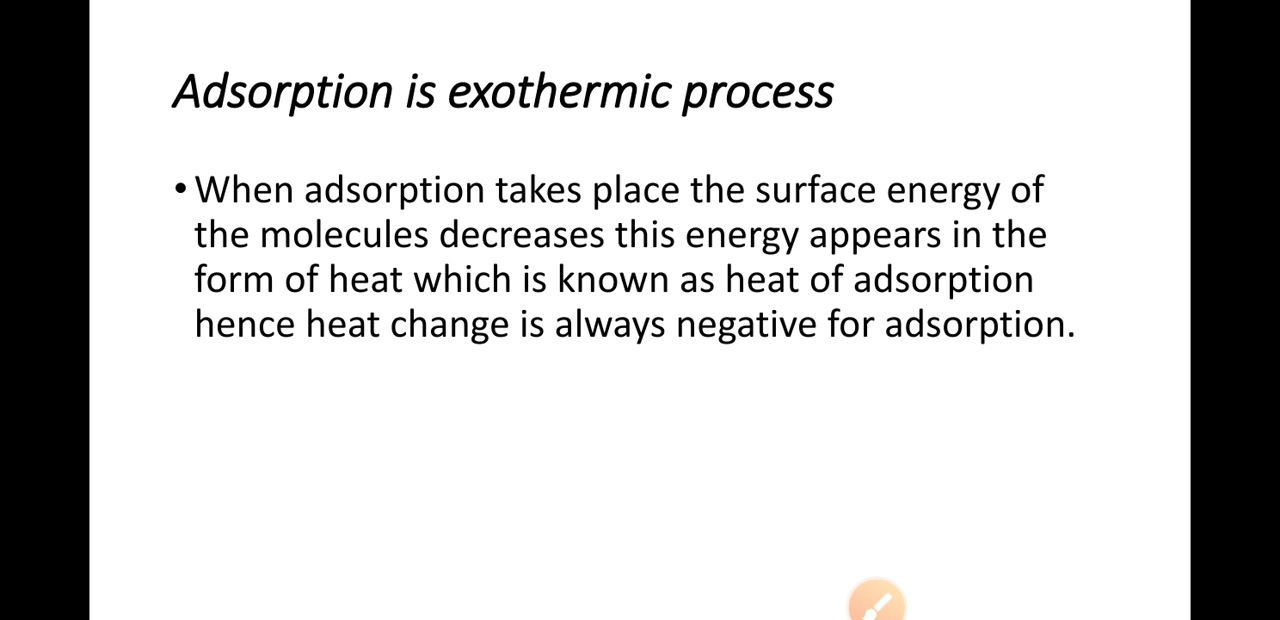 Adsorption is exothermic process
• When adsorption takes place the surface energy of
the molecules decreases this energy appears in the
form of heat which is known as heat of adsorption
hence heat change is always negative for adsorption.